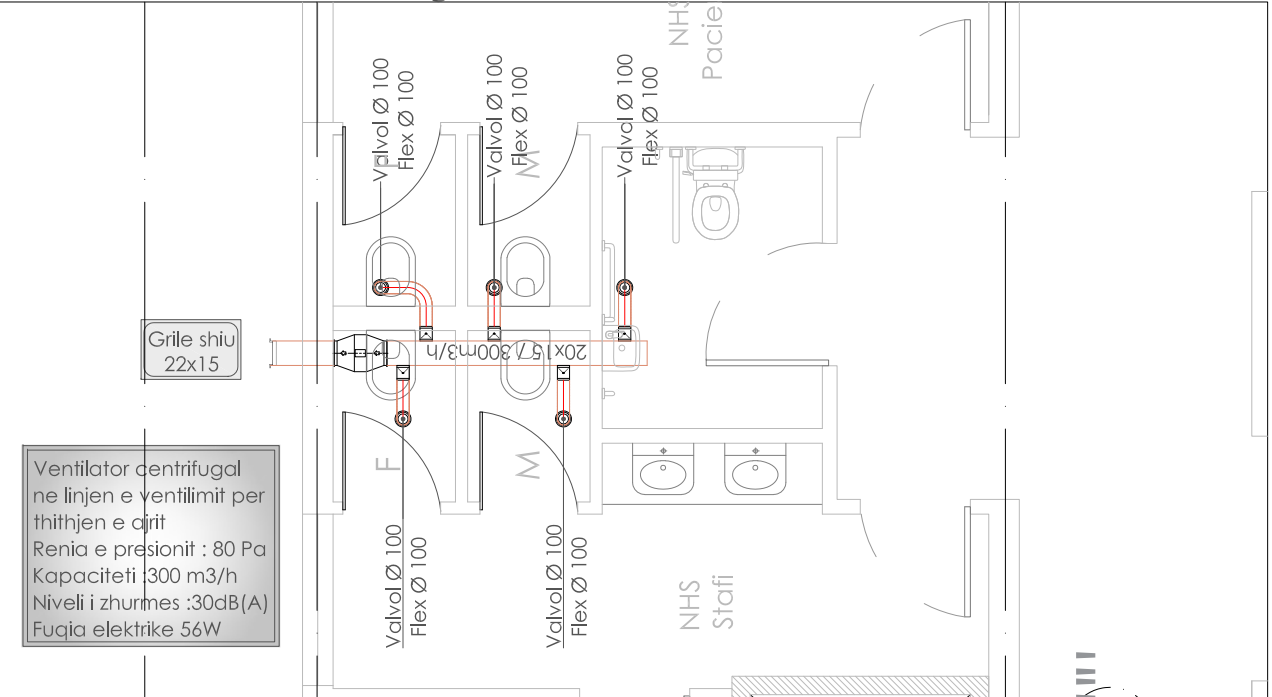 NHS
Pacie
Valvol Ø 100
Flex Ø 100
Valvol Ø 100
Flex Ø 100
Valvol Ø 100
Flex Ø 100
F
M
Grile shiu
22x15
20x15 / 300m3/h
Ventilator centrifugal
ne linjen e ventilimit per
thithjen e ajrit
Renia e presionit : 80 Pa
Kapaciteti :300 m3/h
Niveli i zhurmes :30dB(A)
Fuqia elektrike 56W
F
M
Valvol Ø 100
Flex Ø 100
Valvol Ø 100
Flex Ø 100
NHS
Stafi